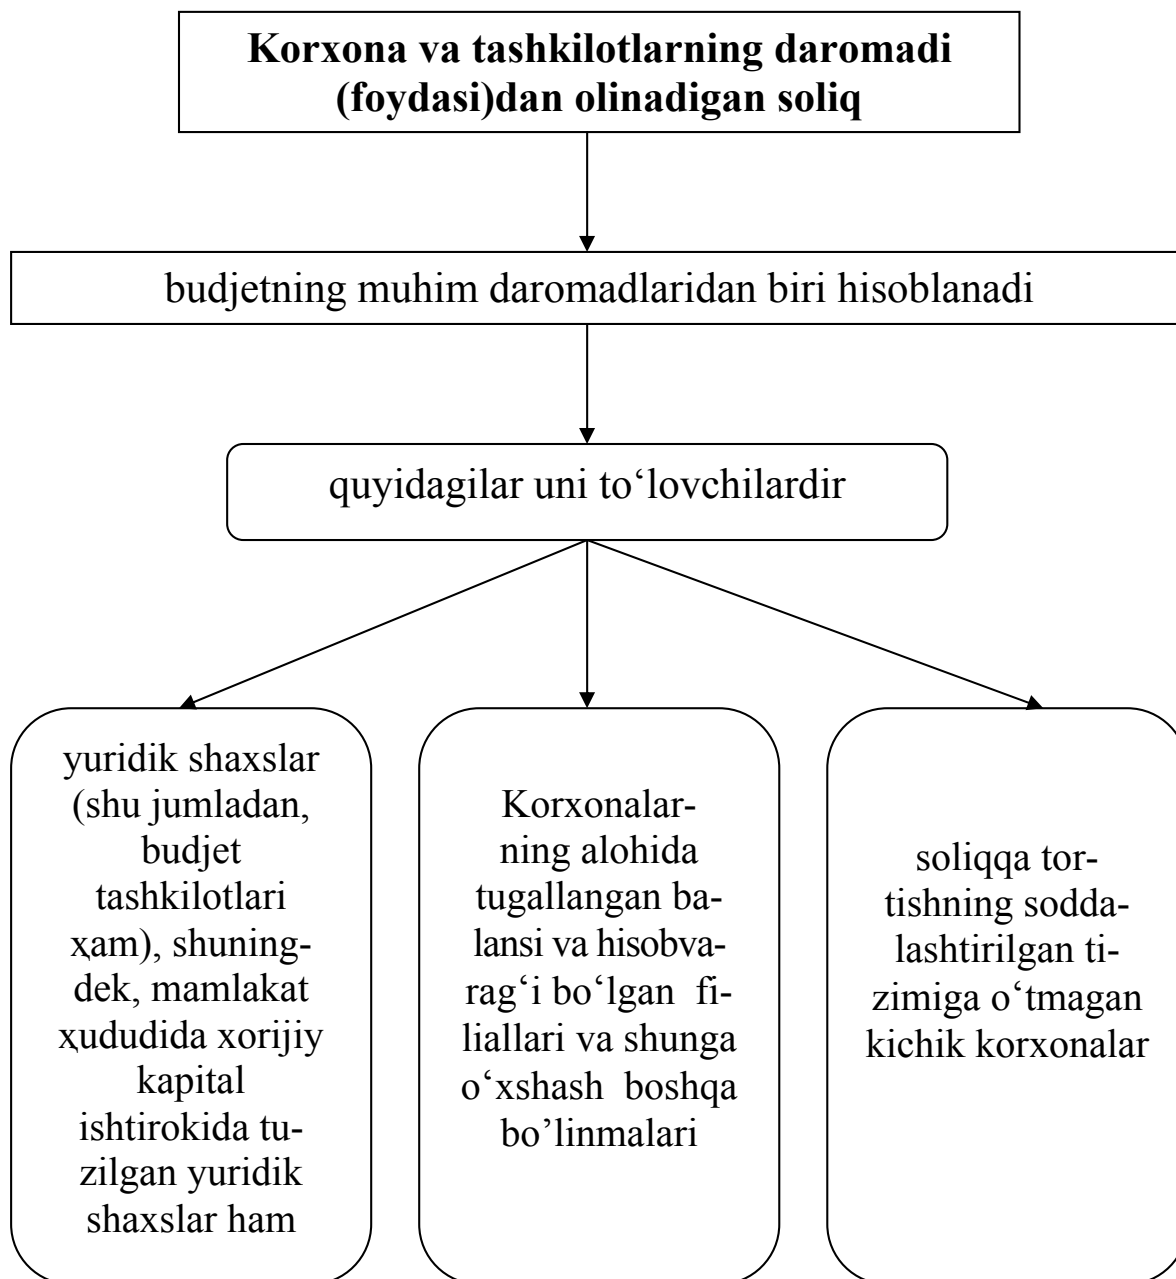 Korxona va tashkilotlarning daromadi
(foydasi)dan olinadigan soliq
budjetning muhim daromadlaridan biri hisoblanadi
quyidagilar uni to‘lovchilardir
yuridik shaxslar
(shu jumladan,
budjet
tashkilotlari
ҳam), shuning-
dek, mamlakat
ҳududida xorijiy
kapital
ishtirokida tu-
zilgan yuridik
shaxslar ham
Korxonalar-
ning alohida
tugallangan ba-
lansi va hisobva-
rag‘i bo‘lgan fi-
liallari va shunga
o‘xshash boshqa
bo’linmalari
soliqqa tor-
tishning sodda-
lashtirilgan ti-
zimiga o‘tmagan
kichik korxonalar